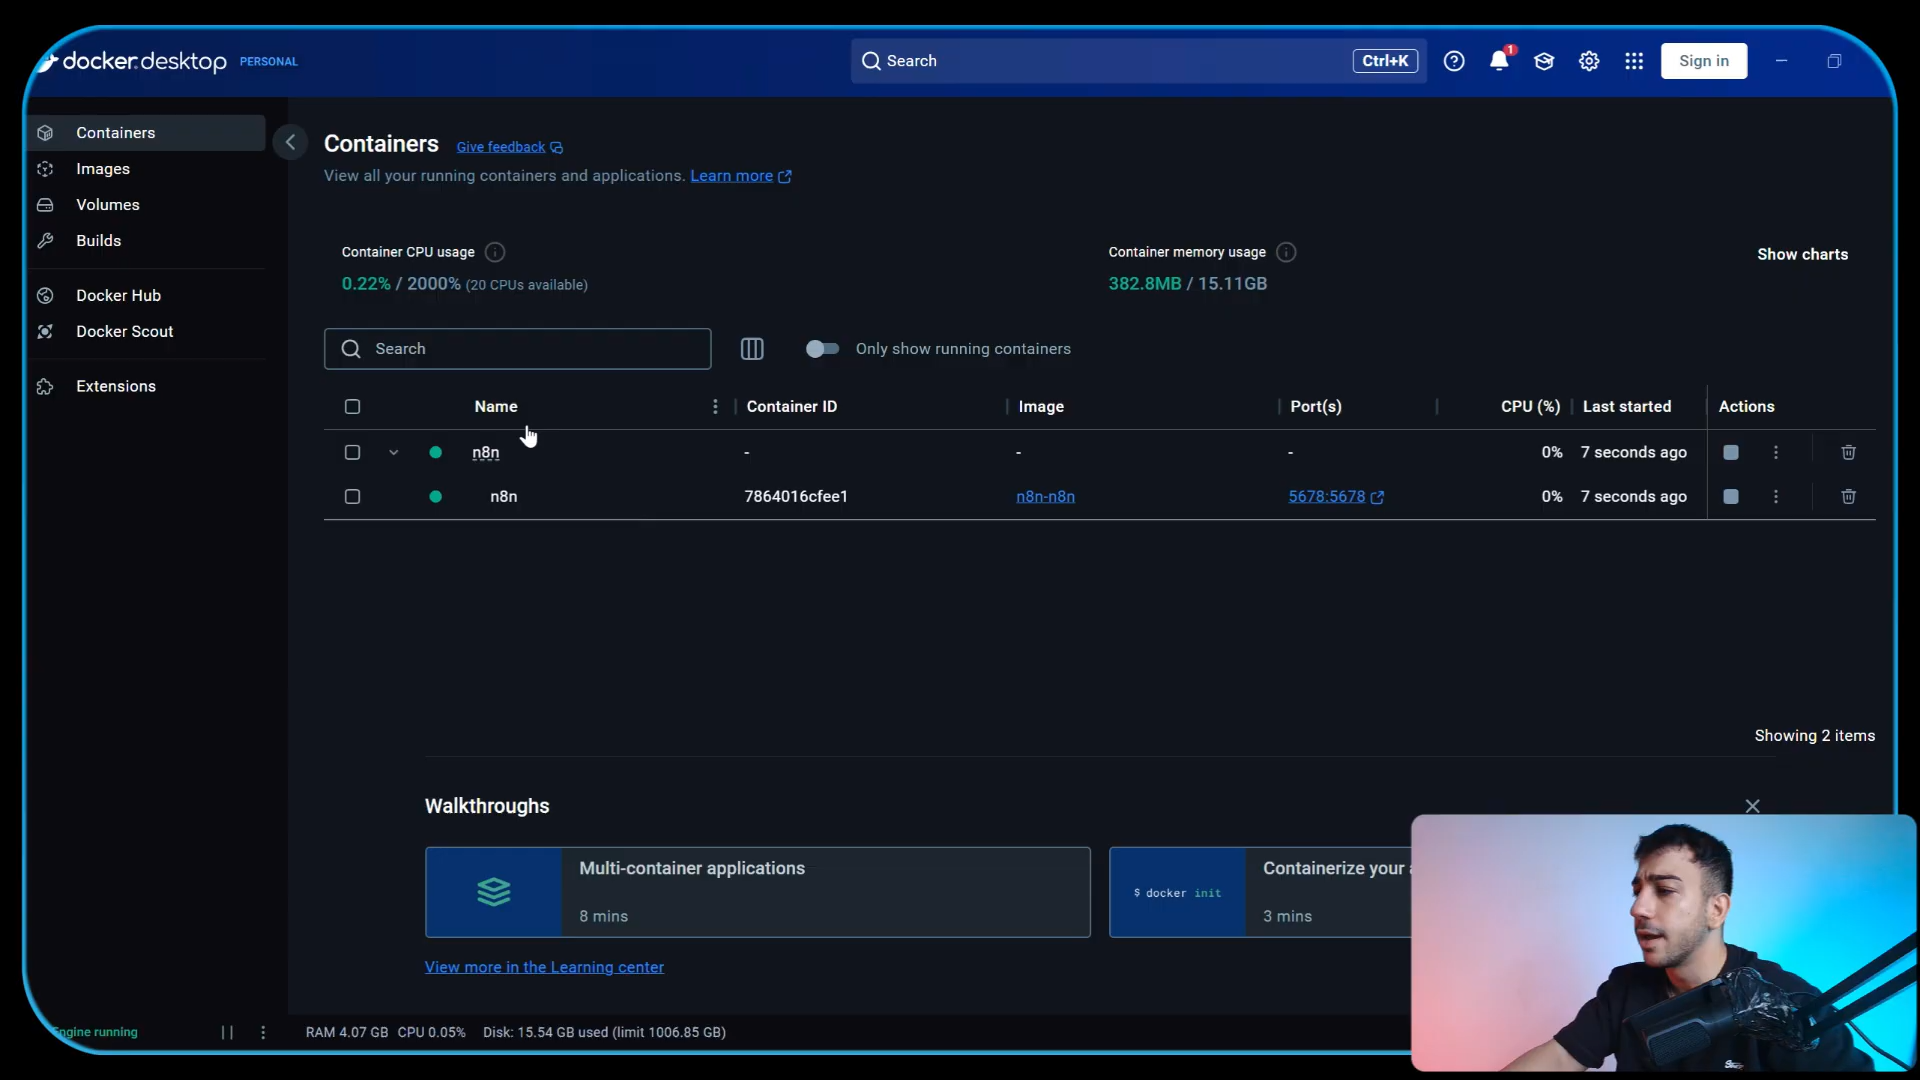 docker.desktop PERSONAL
Search Ctrl+K
1
Sign in
Containers
Images
Volumes
Builds
Docker Hub
Docker Scout
Extensions
Containers Give feedback
View all your running containers and applications. Learn more
Container CPU usage
0.22% / 2000% (20 CPUs available)
Container memory usage
382.8MB / 15.11GB
Show charts
Search
Only show running containers
Name Container ID Image Port(s) CPU (%) Last started Actions
n8n - - - 0% 7 seconds ago
n8n 7864016cfee1 n8n-n8n 5678:5678 0% 7 seconds ago
Showing 2 items
Walkthroughs
Multi-container applications
8 mins
$ docker init
Containerize your
3 mins
View more in the Learning center
Engine running
RAM 4.07 GB CPU 0.05% Disk: 15.54 GB used (limit 1006.85 GB)